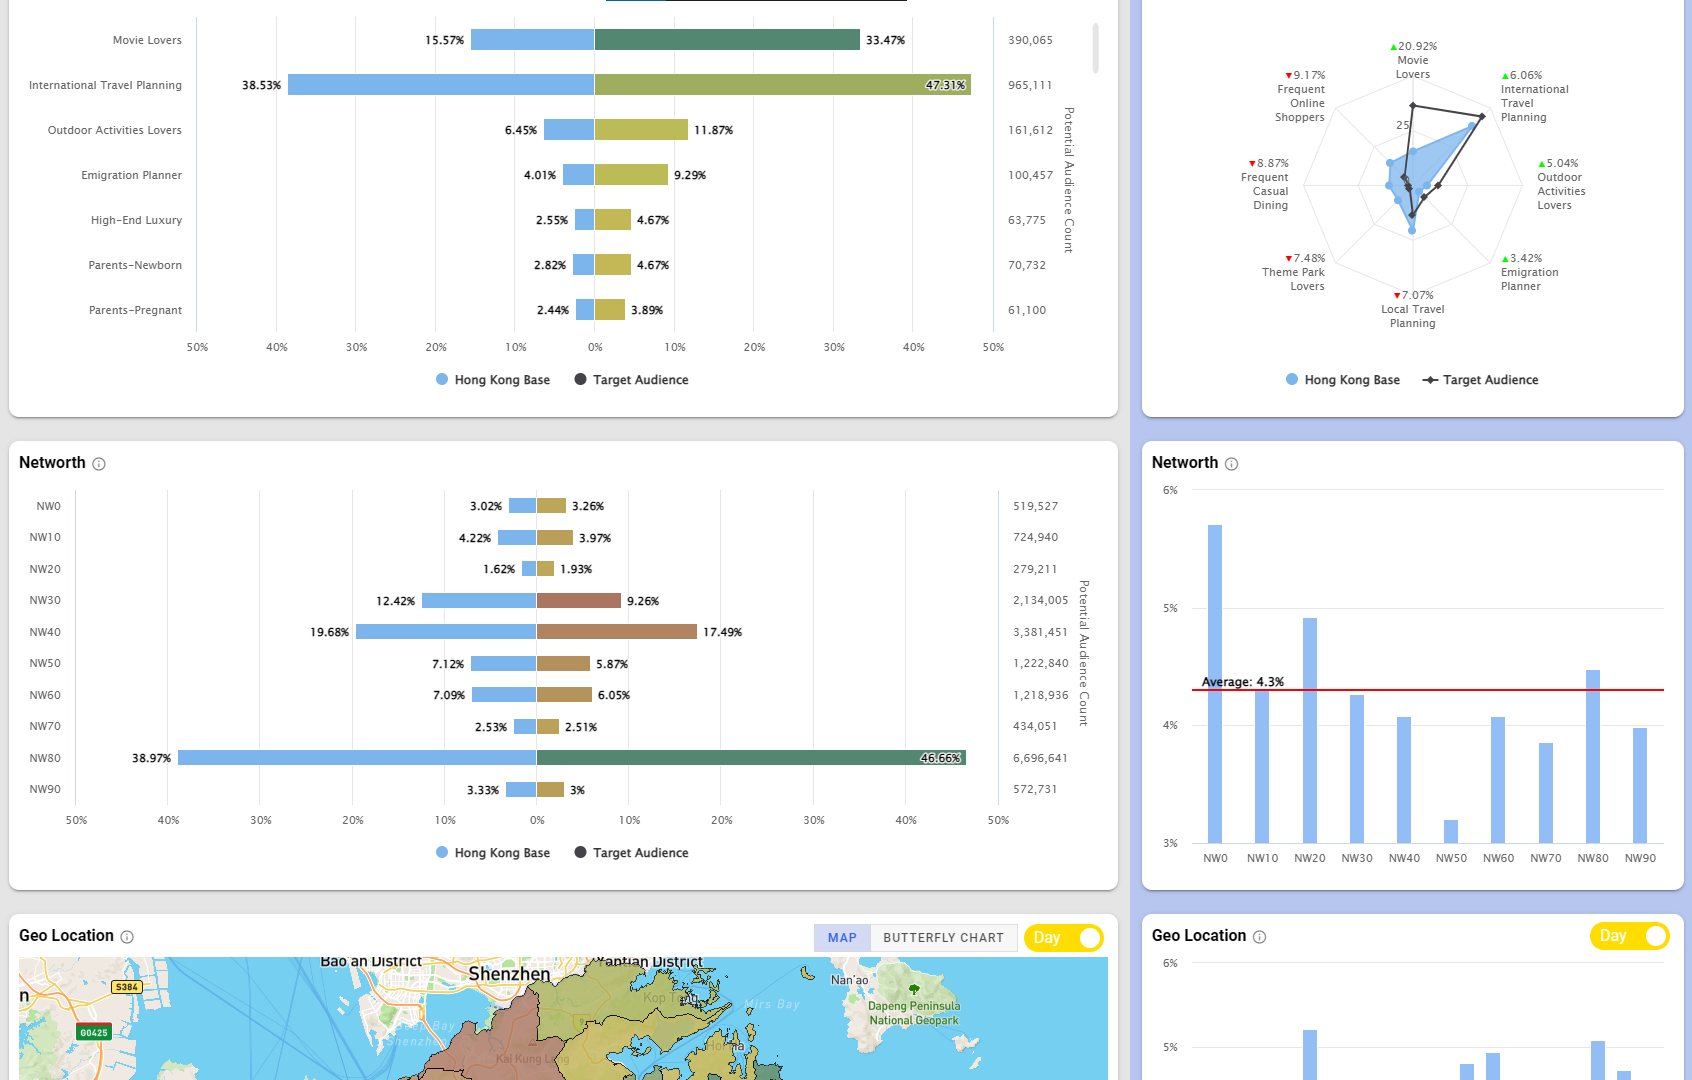 Movie Lovers 15.57% 33.47% 390,065
International Travel Planning 38.53% 47.31% 965,111
Outdoor Activities Lovers 6.45% 11.87% 161,612
Emigration Planner 4.01% 9.29% 100,457
High-End Luxury 2.55% 4.67% 63,775
Parents-Newborn 2.82% 4.67% 70,732
Parents-Pregnant 2.44% 3.89% 61,100
50% 40% 30% 20% 10% 0% 10% 20% 30% 40% 50%
Potential Audience Count
Hong Kong Base Target Audience
▲20.92%
Movie
Lovers
▲6.06%
International
Travel
Planning
▲5.04%
Outdoor
Activities
Lovers
▲3.42%
Emigration
Planner
▼7.07%
Local Travel
Planning
▼7.48%
Theme Park
Lovers
▼8.87%
Frequent
Casual
Dining
▼9.17%
Frequent
Online
Shoppers
25
0
Hong Kong Base Target Audience
Networth
NW0 3.02% 3.26% 519,527
NW10 4.22% 3.97% 724,940
NW20 1.62% 1.93% 279,211
NW30 12.42% 9.26% 2,134,005
NW40 19.68% 17.49% 3,381,451
NW50 7.12% 5.87% 1,222,840
NW60 7.09% 6.05% 1,218,936
NW70 2.53% 2.51% 434,051
NW80 38.97% 46.66% 6,696,641
NW90 3.33% 3% 572,731
50% 40% 30% 20% 10% 0% 10% 20% 30% 40% 50%
Potential Audience Count
Hong Kong Base Target Audience
Networth
6%
5%
Average: 4.3%
4%
3%
NW0 NW10 NW20 NW30 NW40 NW50 NW60 NW70 NW80 NW90
Geo Location
MAP BUTTERFLY CHART Day
Bao'an District
Shenzhen
Yantian District
n
S384
G0425
Kop Tong
Mirs Bay
Nan'ao
Dapeng Peninsula
National Geopark
Bay
Shenzhen
Kai Kung Leng
Geo Location
Day
6%
5%